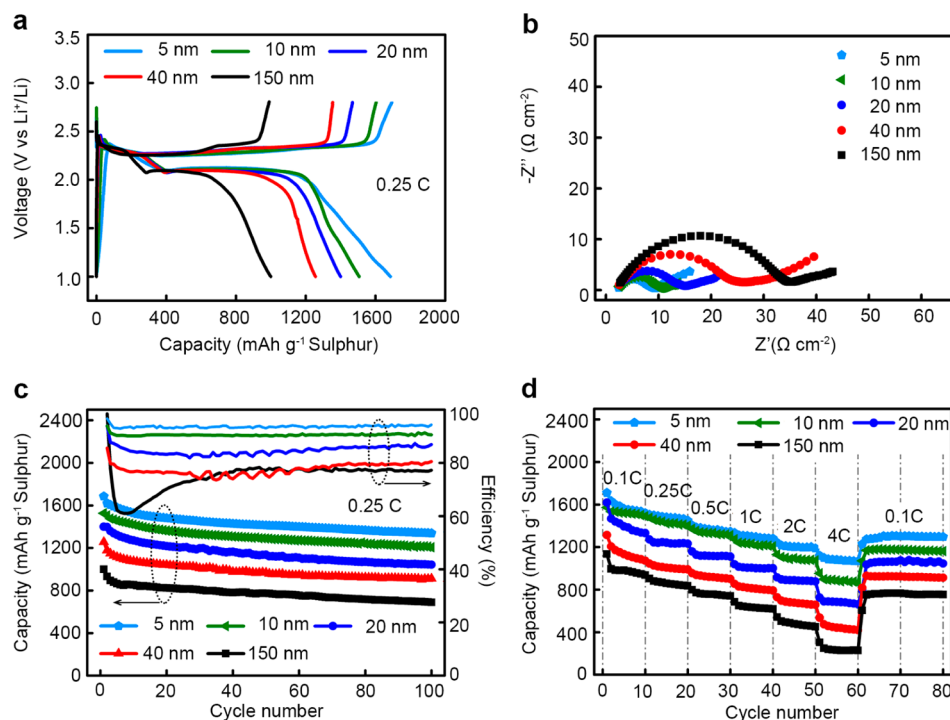 a
3.5
3.0
2.5
2.0
1.5
1.0
5 nm
10 nm
20 nm
40 nm
150 nm
0.25 C
0
400
800
1200
1600
2000
Voltage (V vs Li⁺/Li)
Capacity (mAh g⁻¹ Sulphur)
b
50
40
30
20
10
0
5 nm
10 nm
20 nm
40 nm
150 nm
0
10
20
30
40
50
60
-Z'' (Ω cm⁻²)
Z'(Ω cm⁻²)
c
2400
2000
1600
1200
800
400
0
100
80
60
40
20
0
0.25 C
5 nm
10 nm
20 nm
40 nm
150 nm
0
20
40
60
80
100
Capacity (mAh g⁻¹ Sulphur)
Efficiency (%)
Cycle number
d
2400
2000
1600
1200
800
400
0
5 nm
10 nm
20 nm
40 nm
150 nm
0.1C
0.25C
0.5C
1C
2C
4C
0.1C
0
10
20
30
40
50
60
70
80
Capacity (mAh g⁻¹ Sulphur)
Cycle number